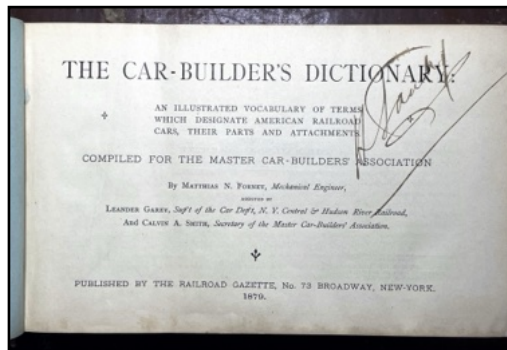 THE CAR-BUILDER'S DICTIONARY:
AN ILLUSTRATED VOCABULARY OF TERMS
WHICH DESIGNATE AMERICAN RAILROAD
CARS, THEIR PARTS AND ATTACHMENTS
COMPILED FOR THE MASTER CAR-BUILDERS' ASSOCIATION
By MATTHIAS N. FORNEY, Mechanical Engineer,
ASSISTED BY
LEANDER GAREY, Sup't of the Car Dep't, N. Y. Central & Hudson River Railroad,
AND CALVIN A. SMITH, Secretary of the Master Car-Builders' Association.
PUBLISHED BY THE RAILROAD GAZETTE, No. 73 BROADWAY, NEW-YORK.
1879.